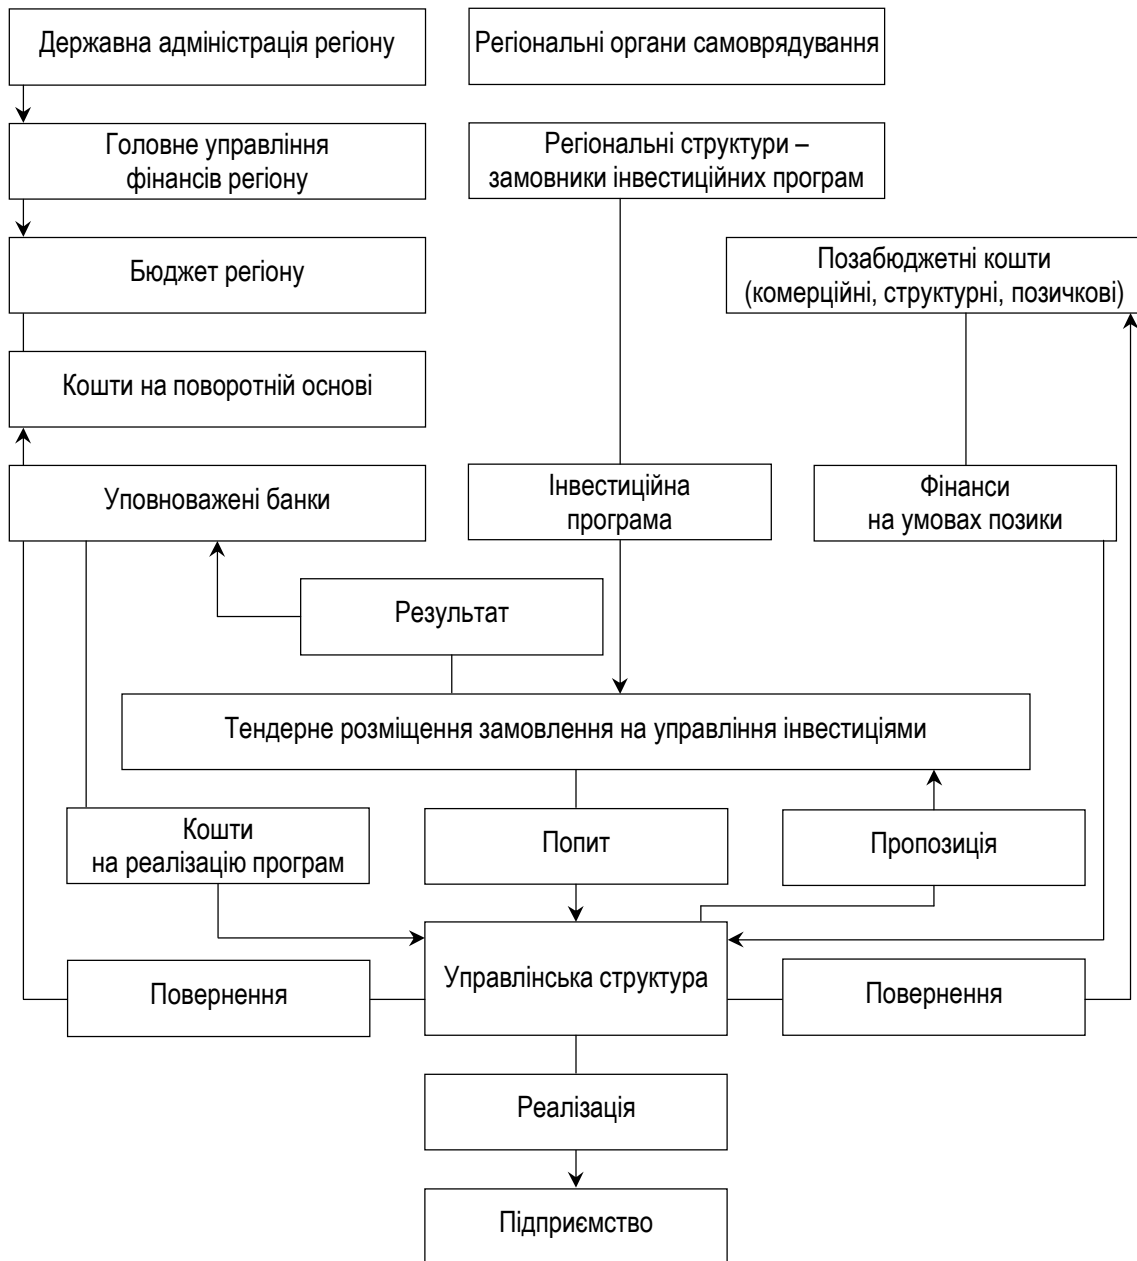 Державна адміністрація регіону
Регіональні органи самоврядування
Головне управління
фінансів регіону
Регіональні структури –
замовники інвестиційних програм
Бюджет регіону
Позабюджетні кошти
(комерційні, структурні, позичкові)
Кошти на поворотній основі
Уповноважені банки
Інвестиційна
програма
Фінанси
на умовах позики
Результат
Тендерне розміщення замовлення на управління інвестиціями
Кошти
на реалізацію програм
Попит
Пропозиція
Управлінська структура
Повернення
Повернення
Реалізація
Підприємство